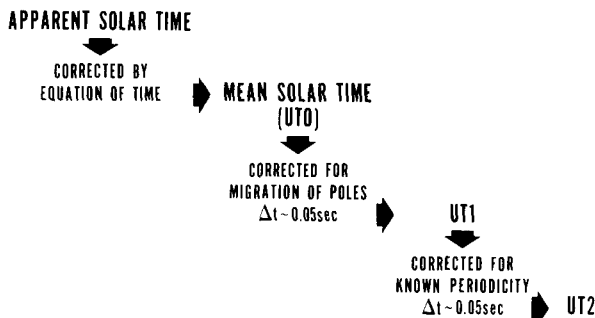 APPARENT SOLAR TIME
CORRECTED BY
EQUATION OF TIME
MEAN SOLAR TIME
(UTO)
CORRECTED FOR
MIGRATION OF POLES
Δt~0.05sec
UT1
CORRECTED FOR
KNOWN PERIODICITY
Δt~0.05sec
UT2